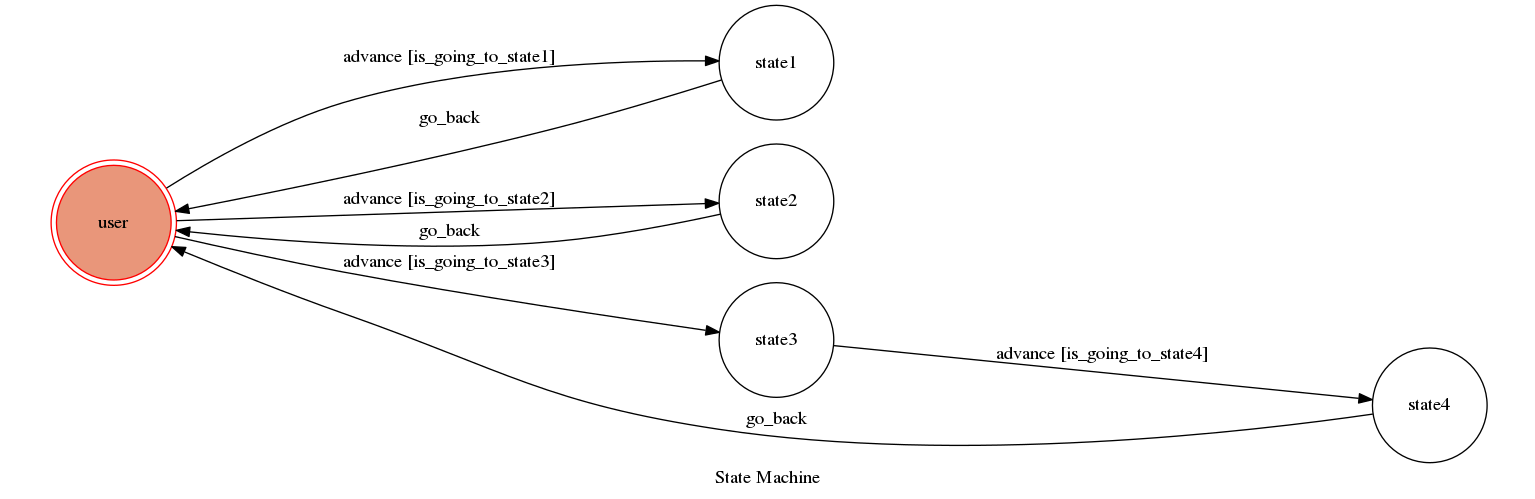 advance [is_going_to_state1]
state1
go_back
advance [is_going_to_state2]
state2
user
go_back
advance [is_going_to_state3]
state3
advance [is_going_to_state4]
state4
go_back
State Machine